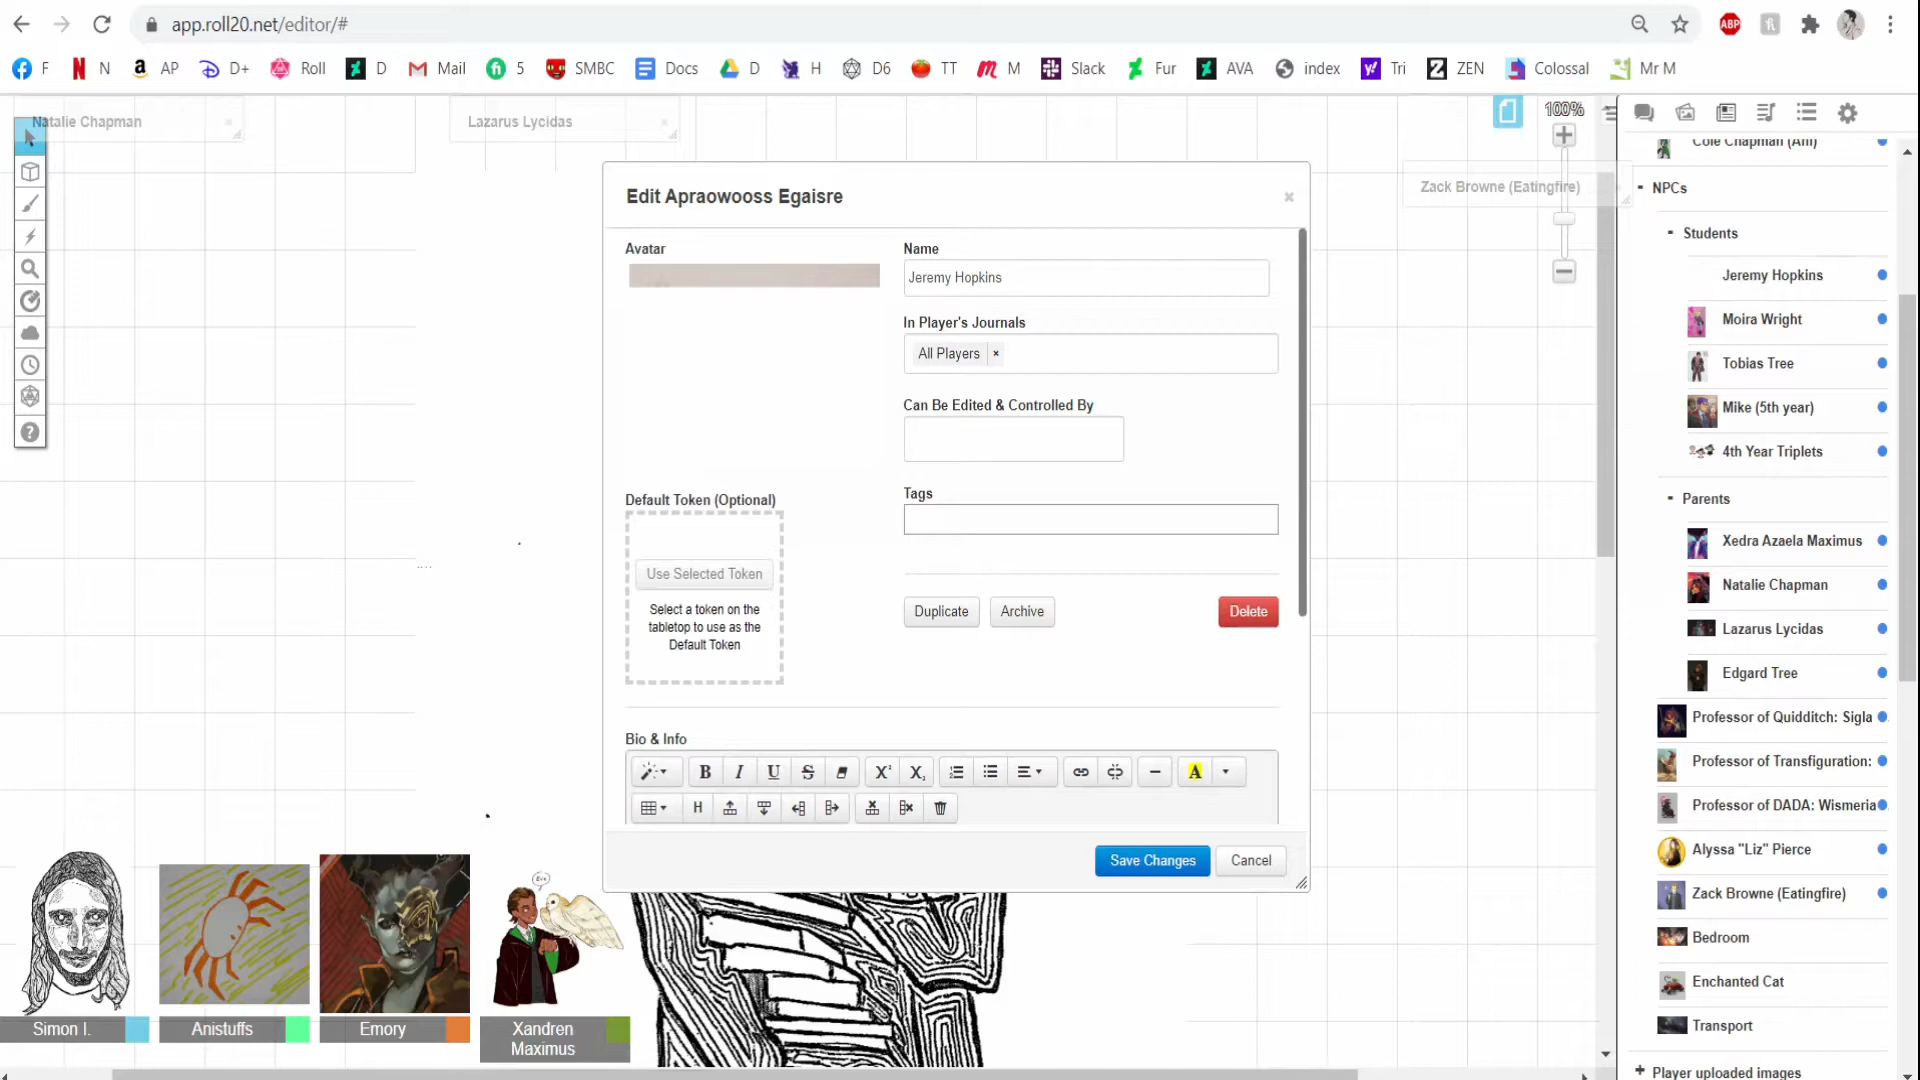 app.roll20.net/editor/#
F N AP D+ Roll D Mail 5 SMBC Docs D H D6 TT M Slack Fur AVA index Tri ZEN Colossal Mr M
Natalie Chapman
Lazarus Lycidas
Zack Browne (Eatingfire)
100%
Edit Apraowooss Egaisre
Avatar
Name
Jeremy Hopkins
In Player's Journals
All Players ×
Can Be Edited & Controlled By
Tags
Default Token (Optional)
Use Selected Token
Select a token on the
tabletop to use as the
Default Token
Duplicate Archive Delete
Bio & Info
B I U S X² X₂ A
H
Save Changes Cancel
Simon I.
Anistuffs
Emory
Xandren
Maximus
Cole Chapman (Ani)
NPCs
Students
Jeremy Hopkins
Moira Wright
Tobias Tree
Mike (5th year)
4th Year Triplets
Parents
Xedra Azaela Maximus
Natalie Chapman
Lazarus Lycidas
Edgard Tree
Professor of Quidditch: Sigla
Professor of Transfiguration:
Professor of DADA: Wismeria
Alyssa "Liz" Pierce
Zack Browne (Eatingfire)
Bedroom
Enchanted Cat
Transport
Player uploaded images